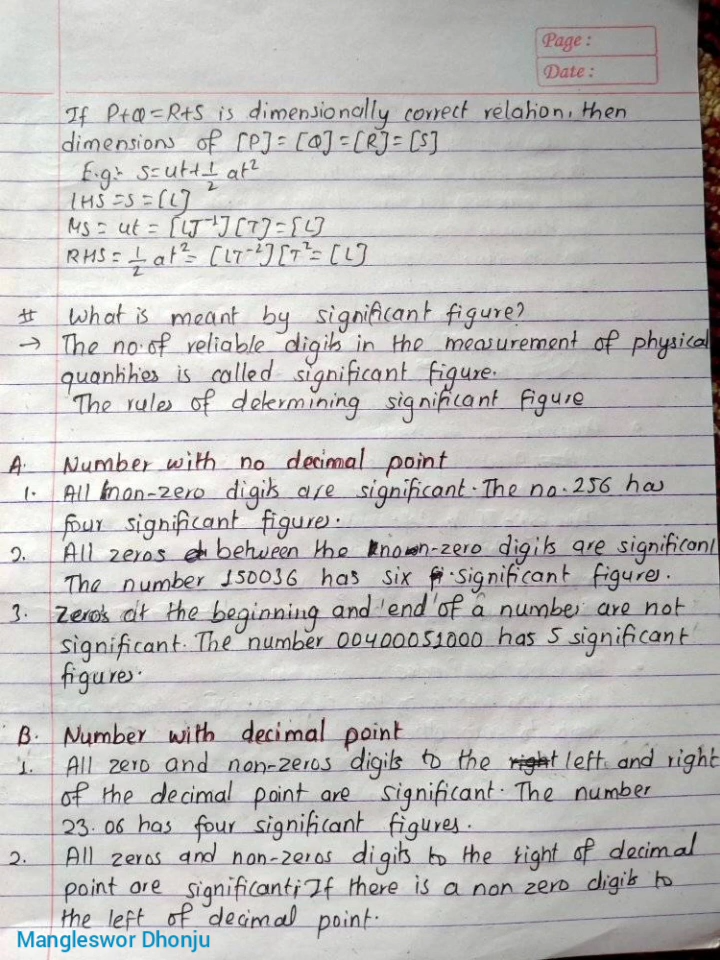 Page :
Date :
If P+Q=R+S is dimensionally correct relation, then
dimensions of [P]= [Q]=[R]=[S]
E.g:- S=ut+1/2 at²
LHS =S=[L]
MS= ut = [LT⁻¹][T]=[L]
RHS= 1/2 at²= [LT⁻²][T²= [L]
# What is meant by significant figure?
→ The no. of reliable digits in the measurement of physical
quantities is called significant figure.
The rules of determining significant figure
A. Number with no decimal point
1. All non-zero digits are significant. The no. 256 has
four significant figures.
2. All zeros between the non-zero digits are significant
The number 150036 has six significant figures.
3. Zeros at the beginning and 'end' of a number are not
significant. The number 00400051000 has 5 significant
figures.
B. Number with decimal point
1. All zero and non-zeros digits to the right left and right
of the decimal point are significant. The number
23.06 has four significant figures.
2. All zeros and non-zeros digits to the right of decimal
point are significant; If there is a non zero digits to
the left of decimal point.
Mangleswor Dhonju